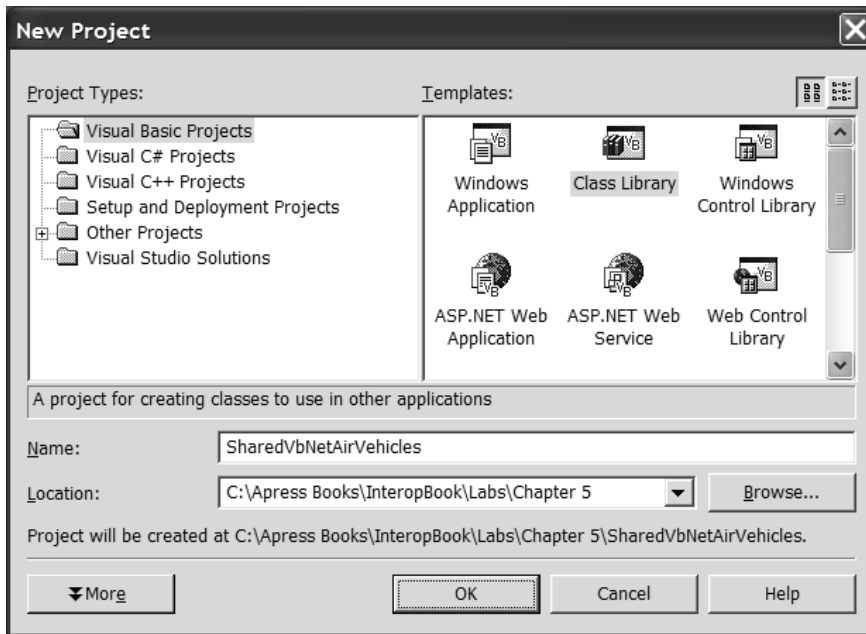 New Project
Project Types:
Templates:
Visual Basic Projects
Visual C# Projects
Visual C++ Projects
Setup and Deployment Projects
Other Projects
Visual Studio Solutions
Windows
Application
Class Library
Windows
Control Library
ASP.NET Web
Application
ASP.NET Web
Service
Web Control
Library
A project for creating classes to use in other applications
Name:
SharedVbNetAirVehicles
Location:
C:\Apress Books\InteropBook\Labs\Chapter 5
Browse...
Project will be created at C:\Apress Books\InteropBook\Labs\Chapter 5\SharedVbNetAirVehicles.
More
OK
Cancel
Help